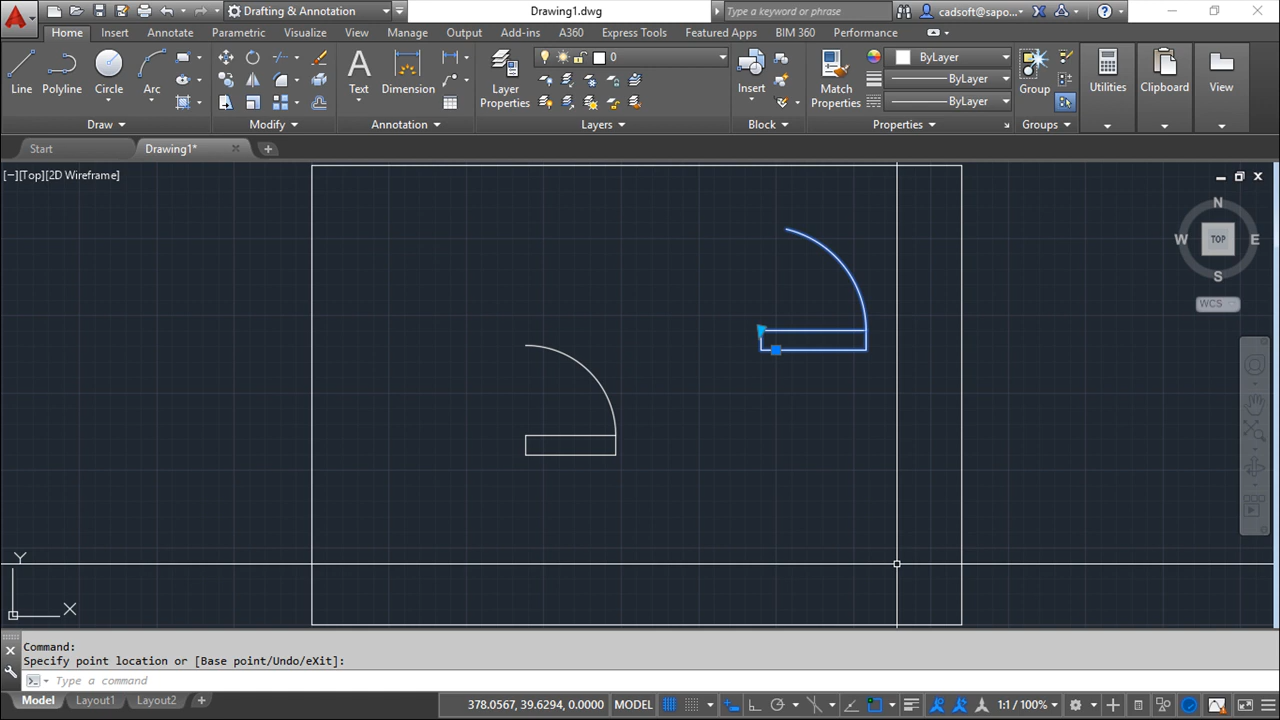 Drafting & Annotation
Drawing1.dwg
Type a keyword or phrase
cadsoft@sapo...
Home Insert Annotate Parametric Visualize View Manage Output Add-ins A360 Express Tools Featured Apps BIM 360 Performance
Line Polyline Circle Arc
Text Dimension
Layer Properties
0
Insert
Match Properties
ByLayer
ByLayer
ByLayer
Group
Utilities
Clipboard
View
Draw Modify Annotation Layers Block Properties Groups
Start Drawing1*
[−][Top][2D Wireframe]
N
W TOP E
S
WCS
Y
X
Command:
Specify point location or [Base point/Undo/eXit]:
Type a command
Model Layout1 Layout2
378.0567, 39.6294, 0.0000 MODEL 1:1 / 100%